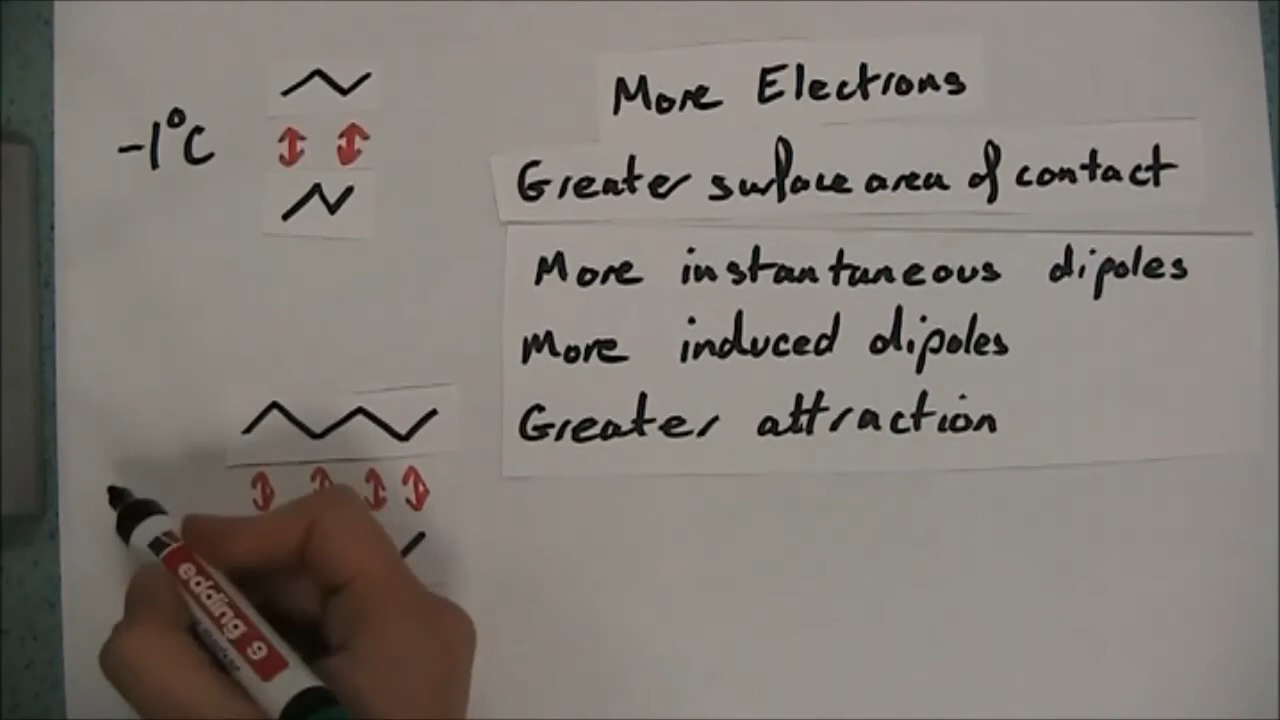 -1°C
More Electrons
Greater surface area of contact
More instantaneous dipoles
More induced dipoles
Greater attraction
edding 9